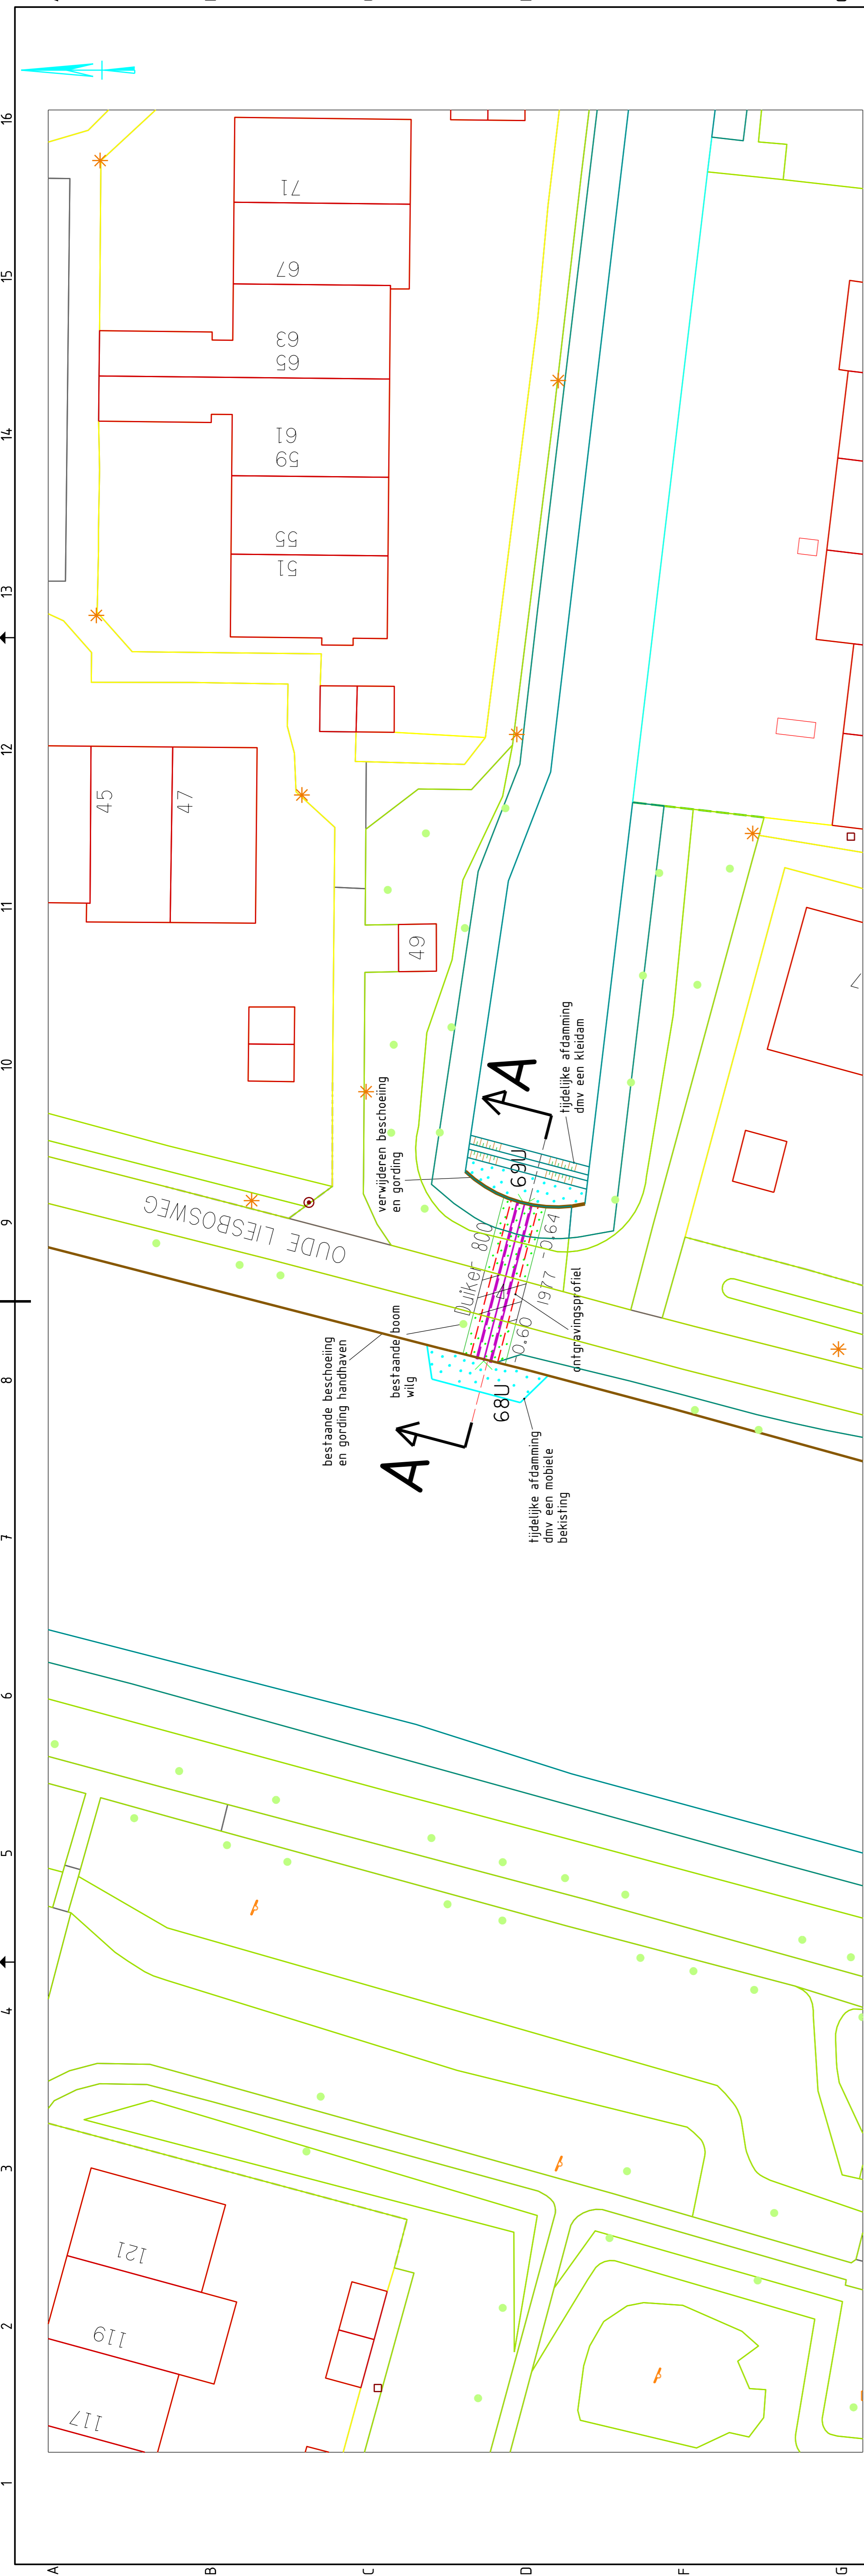 16
15
14
13
12
11
10
9
8
7
6
5
4
3
2
1
A
B
C
D
F
G
71
67
63
65
61
59
55
51
45
47
49
OUDE LIESBOSWEG
verwijderen beschoeiing
en gording
A
tijdelijke afdamming
dmv een kleidam
69U
Duiker 800
-0.60
1977
-0.64
ontgravingsprofiel
bestaande boom
wilg
bestaande beschoeiing
en gording handhaven
68U
A
tijdelijke afdamming
dmv een mobiele
bekisting
7
121
119
117